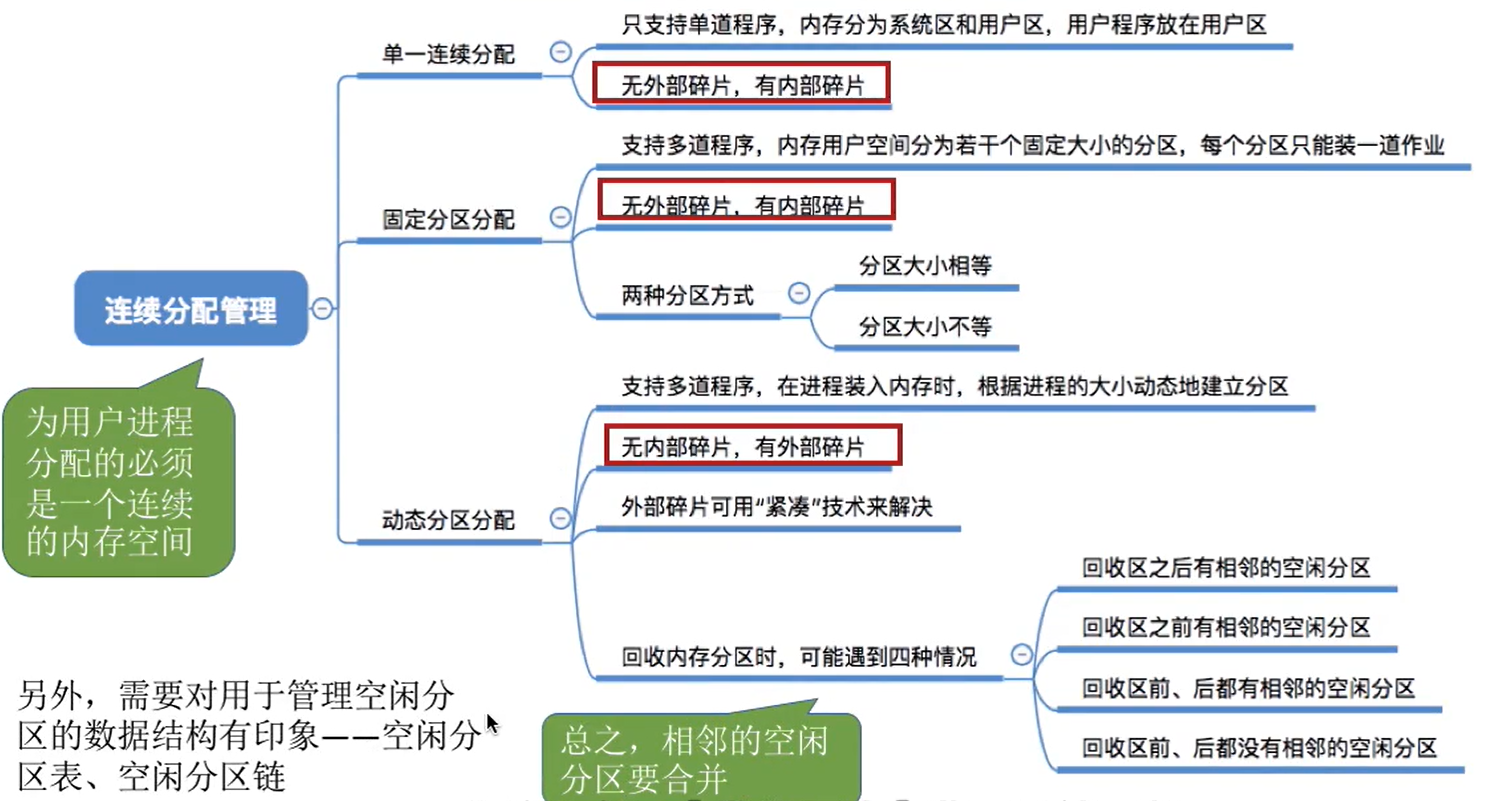 单一连续分配
只支持单道程序，内存分为系统区和用户区，用户程序放在用户区
无外部碎片，有内部碎片
固定分区分配
支持多道程序，内存用户空间分为若干个固定大小的分区，每个分区只能装一道作业
无外部碎片，有内部碎片
两种分区方式
分区大小相等
分区大小不等
连续分配管理
为用户进程
分配的必须
是一个连续
的内存空间
动态分区分配
支持多道程序，在进程装入内存时，根据进程的大小动态地建立分区
无内部碎片，有外部碎片
外部碎片可用“紧凑”技术来解决
回收内存分区时，可能遇到四种情况
回收区之后有相邻的空闲分区
回收区之前有相邻的空闲分区
回收区前、后都有相邻的空闲分区
回收区前、后都没有相邻的空闲分区
总之，相邻的空闲
分区要合并
另外，需要对用于管理空闲分
区的数据结构有印象——空闲分
区表、空闲分区链